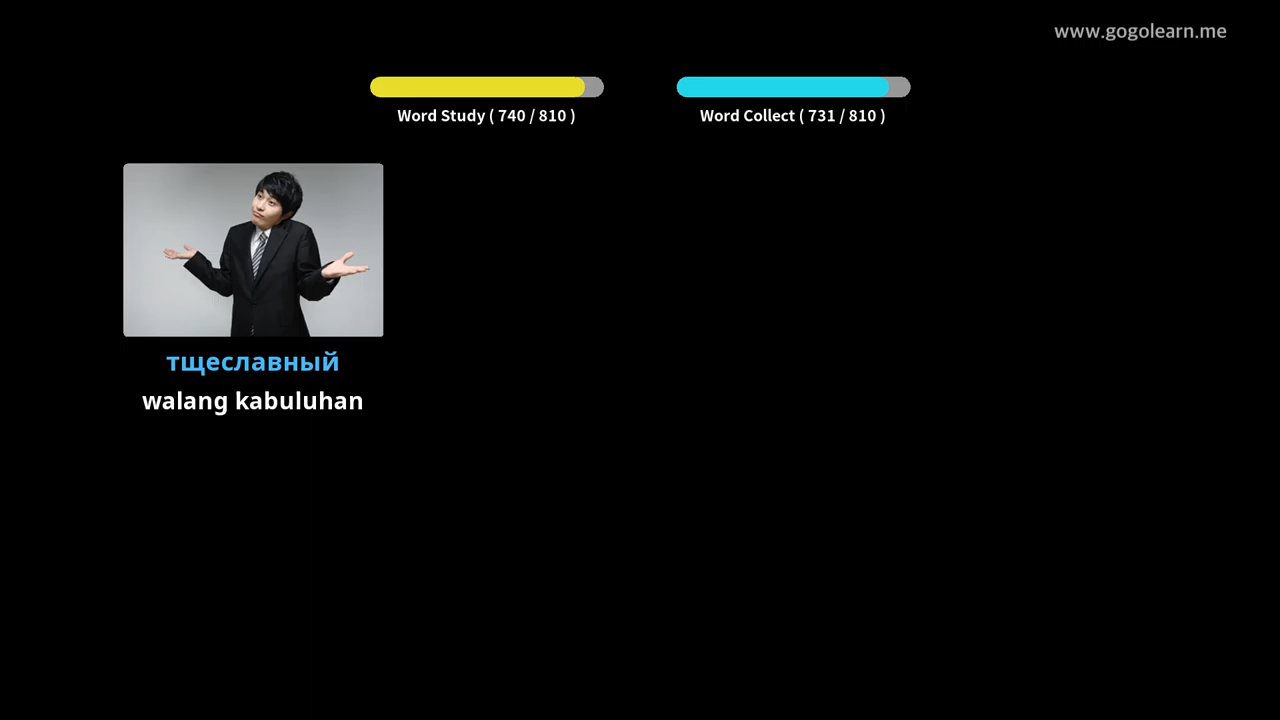 www.gogolearn.me
Word Study ( 740 / 810 )
Word Collect ( 731 / 810 )
тщеславный
walang kabuluhan